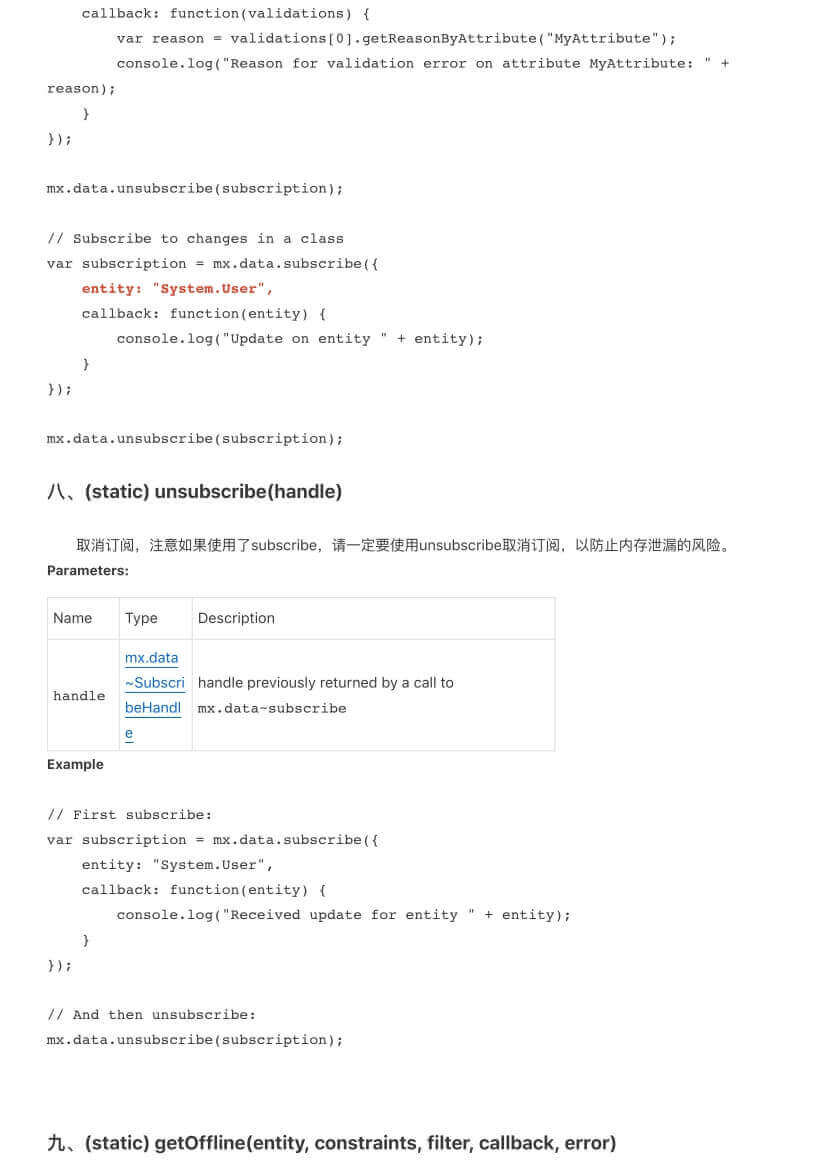 callback: function(validations) {
var reason = validations[0].getReasonByAttribute("MyAttribute");
console.log("Reason for validation error on attribute MyAttribute: " +
reason);
}
});
mx.data.unsubscribe(subscription);
// Subscribe to changes in a class
var subscription = mx.data.subscribe({
entity: "System.User",
callback: function(entity) {
console.log("Update on entity " + entity);
}
});
mx.data.unsubscribe(subscription);
八、(static) unsubscribe(handle)
取消订阅，注意如果使用了subscribe，请一定要使用unsubscribe取消订阅，以防止内存泄漏的风险。
Parameters:
Name Type Description
handle mx.data
~Subscri
beHandl
e
handle previously returned by a call to
mx.data~subscribe
Example
// First subscribe:
var subscription = mx.data.subscribe({
entity: "System.User",
callback: function(entity) {
console.log("Received update for entity " + entity);
}
});
// And then unsubscribe:
mx.data.unsubscribe(subscription);
九、(static) getOffline(entity, constraints, filter, callback, error)